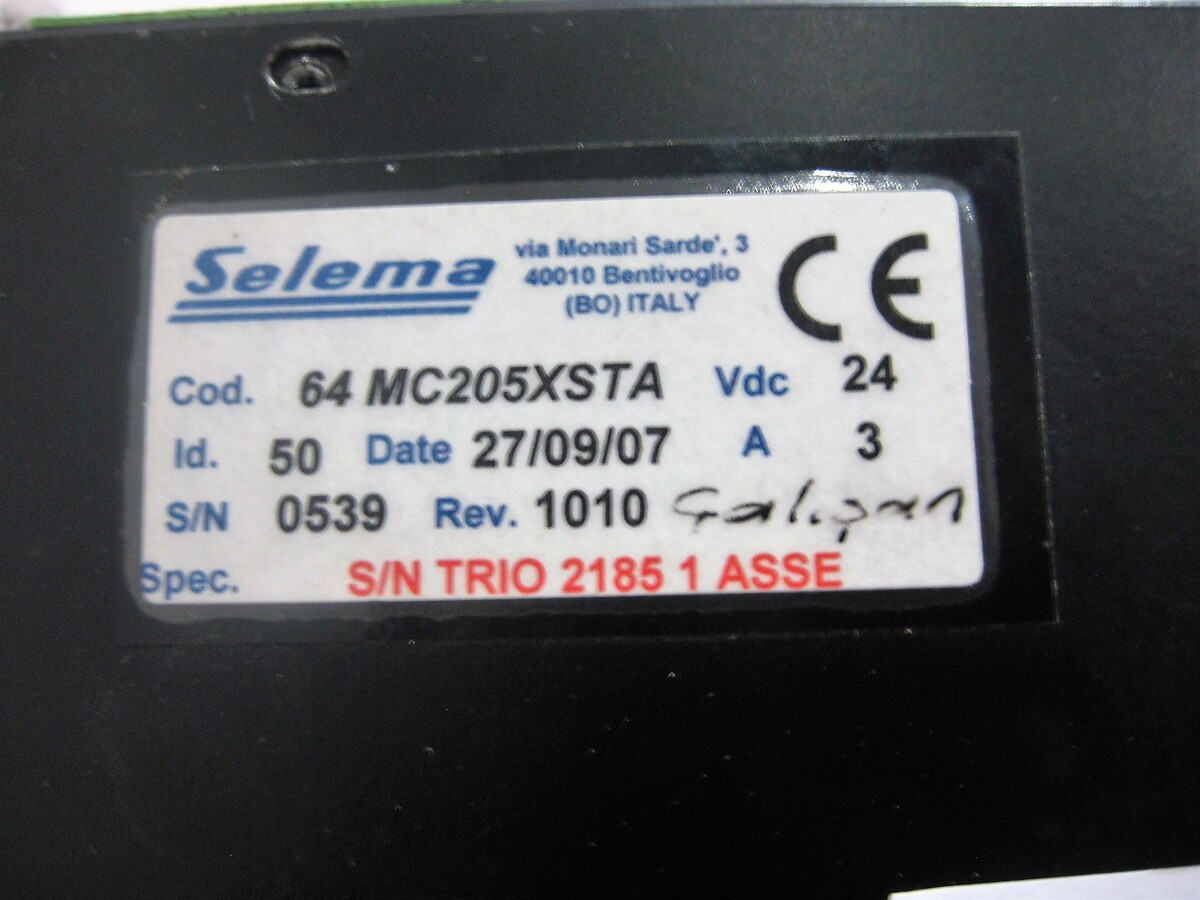 Selema
via Monari Sarde', 3
40010 Bentivoglio
(BO) ITALY
CE
Cod. 64 MC205XSTA Vdc 24
Id. 50 Date 27/09/07 A 3
S/N 0539 Rev. 1010
Spec. S/N TRIO 2185 1 ASSE